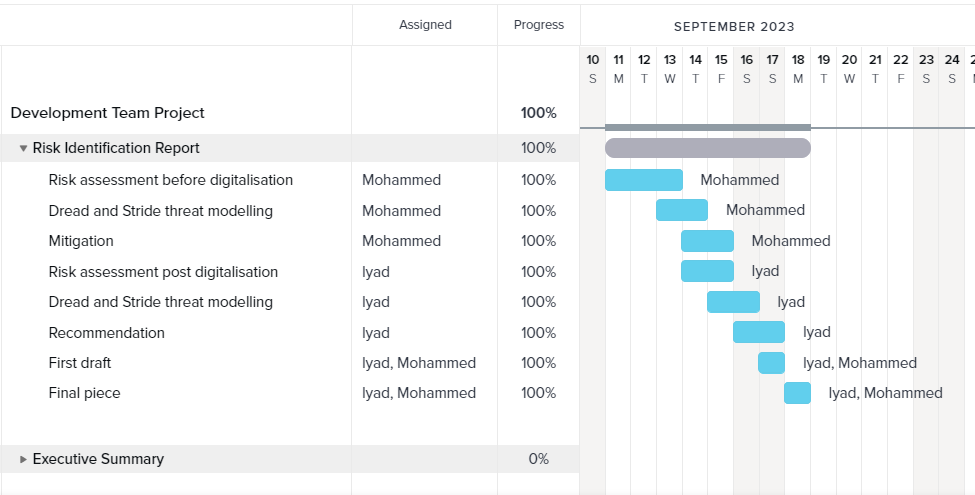 Assigned Progress SEPTEMBER 2023
10 11 12 13 14 15 16 17 18 19 20 21 22 23 24
S M T W T F S S M T W T F S S
Development Team Project 100%
Risk Identification Report 100%
Risk assessment before digitalisation Mohammed 100% Mohammed
Dread and Stride threat modelling Mohammed 100% Mohammed
Mitigation Mohammed 100% Mohammed
Risk assessment post digitalisation Iyad 100% Iyad
Dread and Stride threat modelling Iyad 100% Iyad
Recommendation Iyad 100% Iyad
First draft Iyad, Mohammed 100% Iyad, Mohammed
Final piece Iyad, Mohammed 100% Iyad, Mohammed
Executive Summary 0%